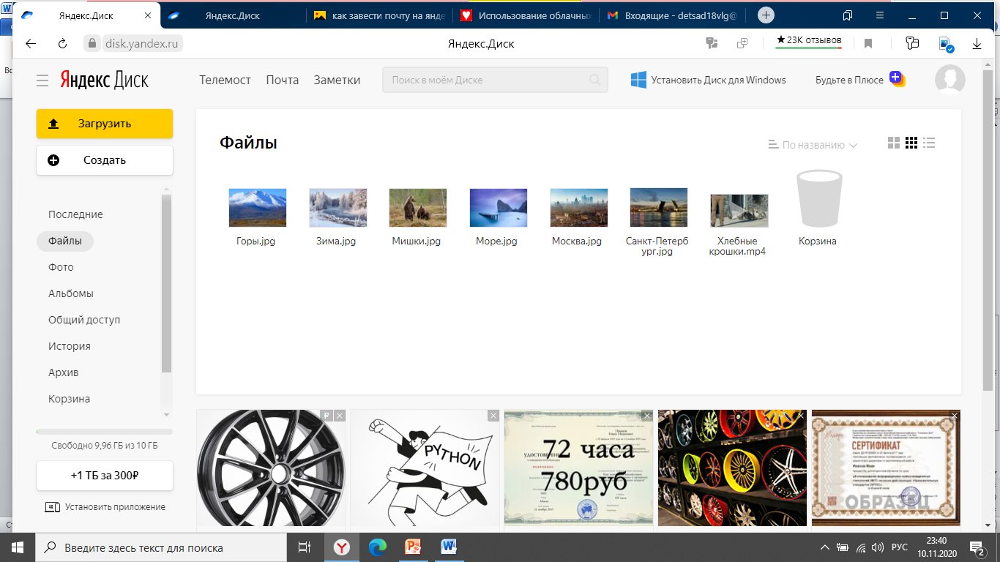 Яндекс.Диск
Яндекс.Диск
как завести почту на янде
Использование облачных
Входящие - detsad18vlg@
disk.yandex.ru
Яндекс.Диск
★23K отзывов
Яндекс Диск
Телемост Почта Заметки
Поиск в моём Диске
Установить Диск для Windows
Будьте в Плюсе
Загрузить
Создать
Последние
Файлы
Фото
Альбомы
Общий доступ
История
Архив
Корзина
Свободно 9,96 ГБ из 10 ГБ
+1 ТБ за 300₽
Установить приложение
Файлы
По названию
Горы.jpg
Зима.jpg
Мишки.jpg
Море.jpg
Москва.jpg
Санкт-Петерб
ург.jpg
Хлебные
крошки.mp4
Корзина
₽
PYTHON
72 часа
780руб
СЕРТИФИКАТ
ОБРАЗЕЦ
Введите здесь текст для поиска
РУС
23:40
10.11.2020
2